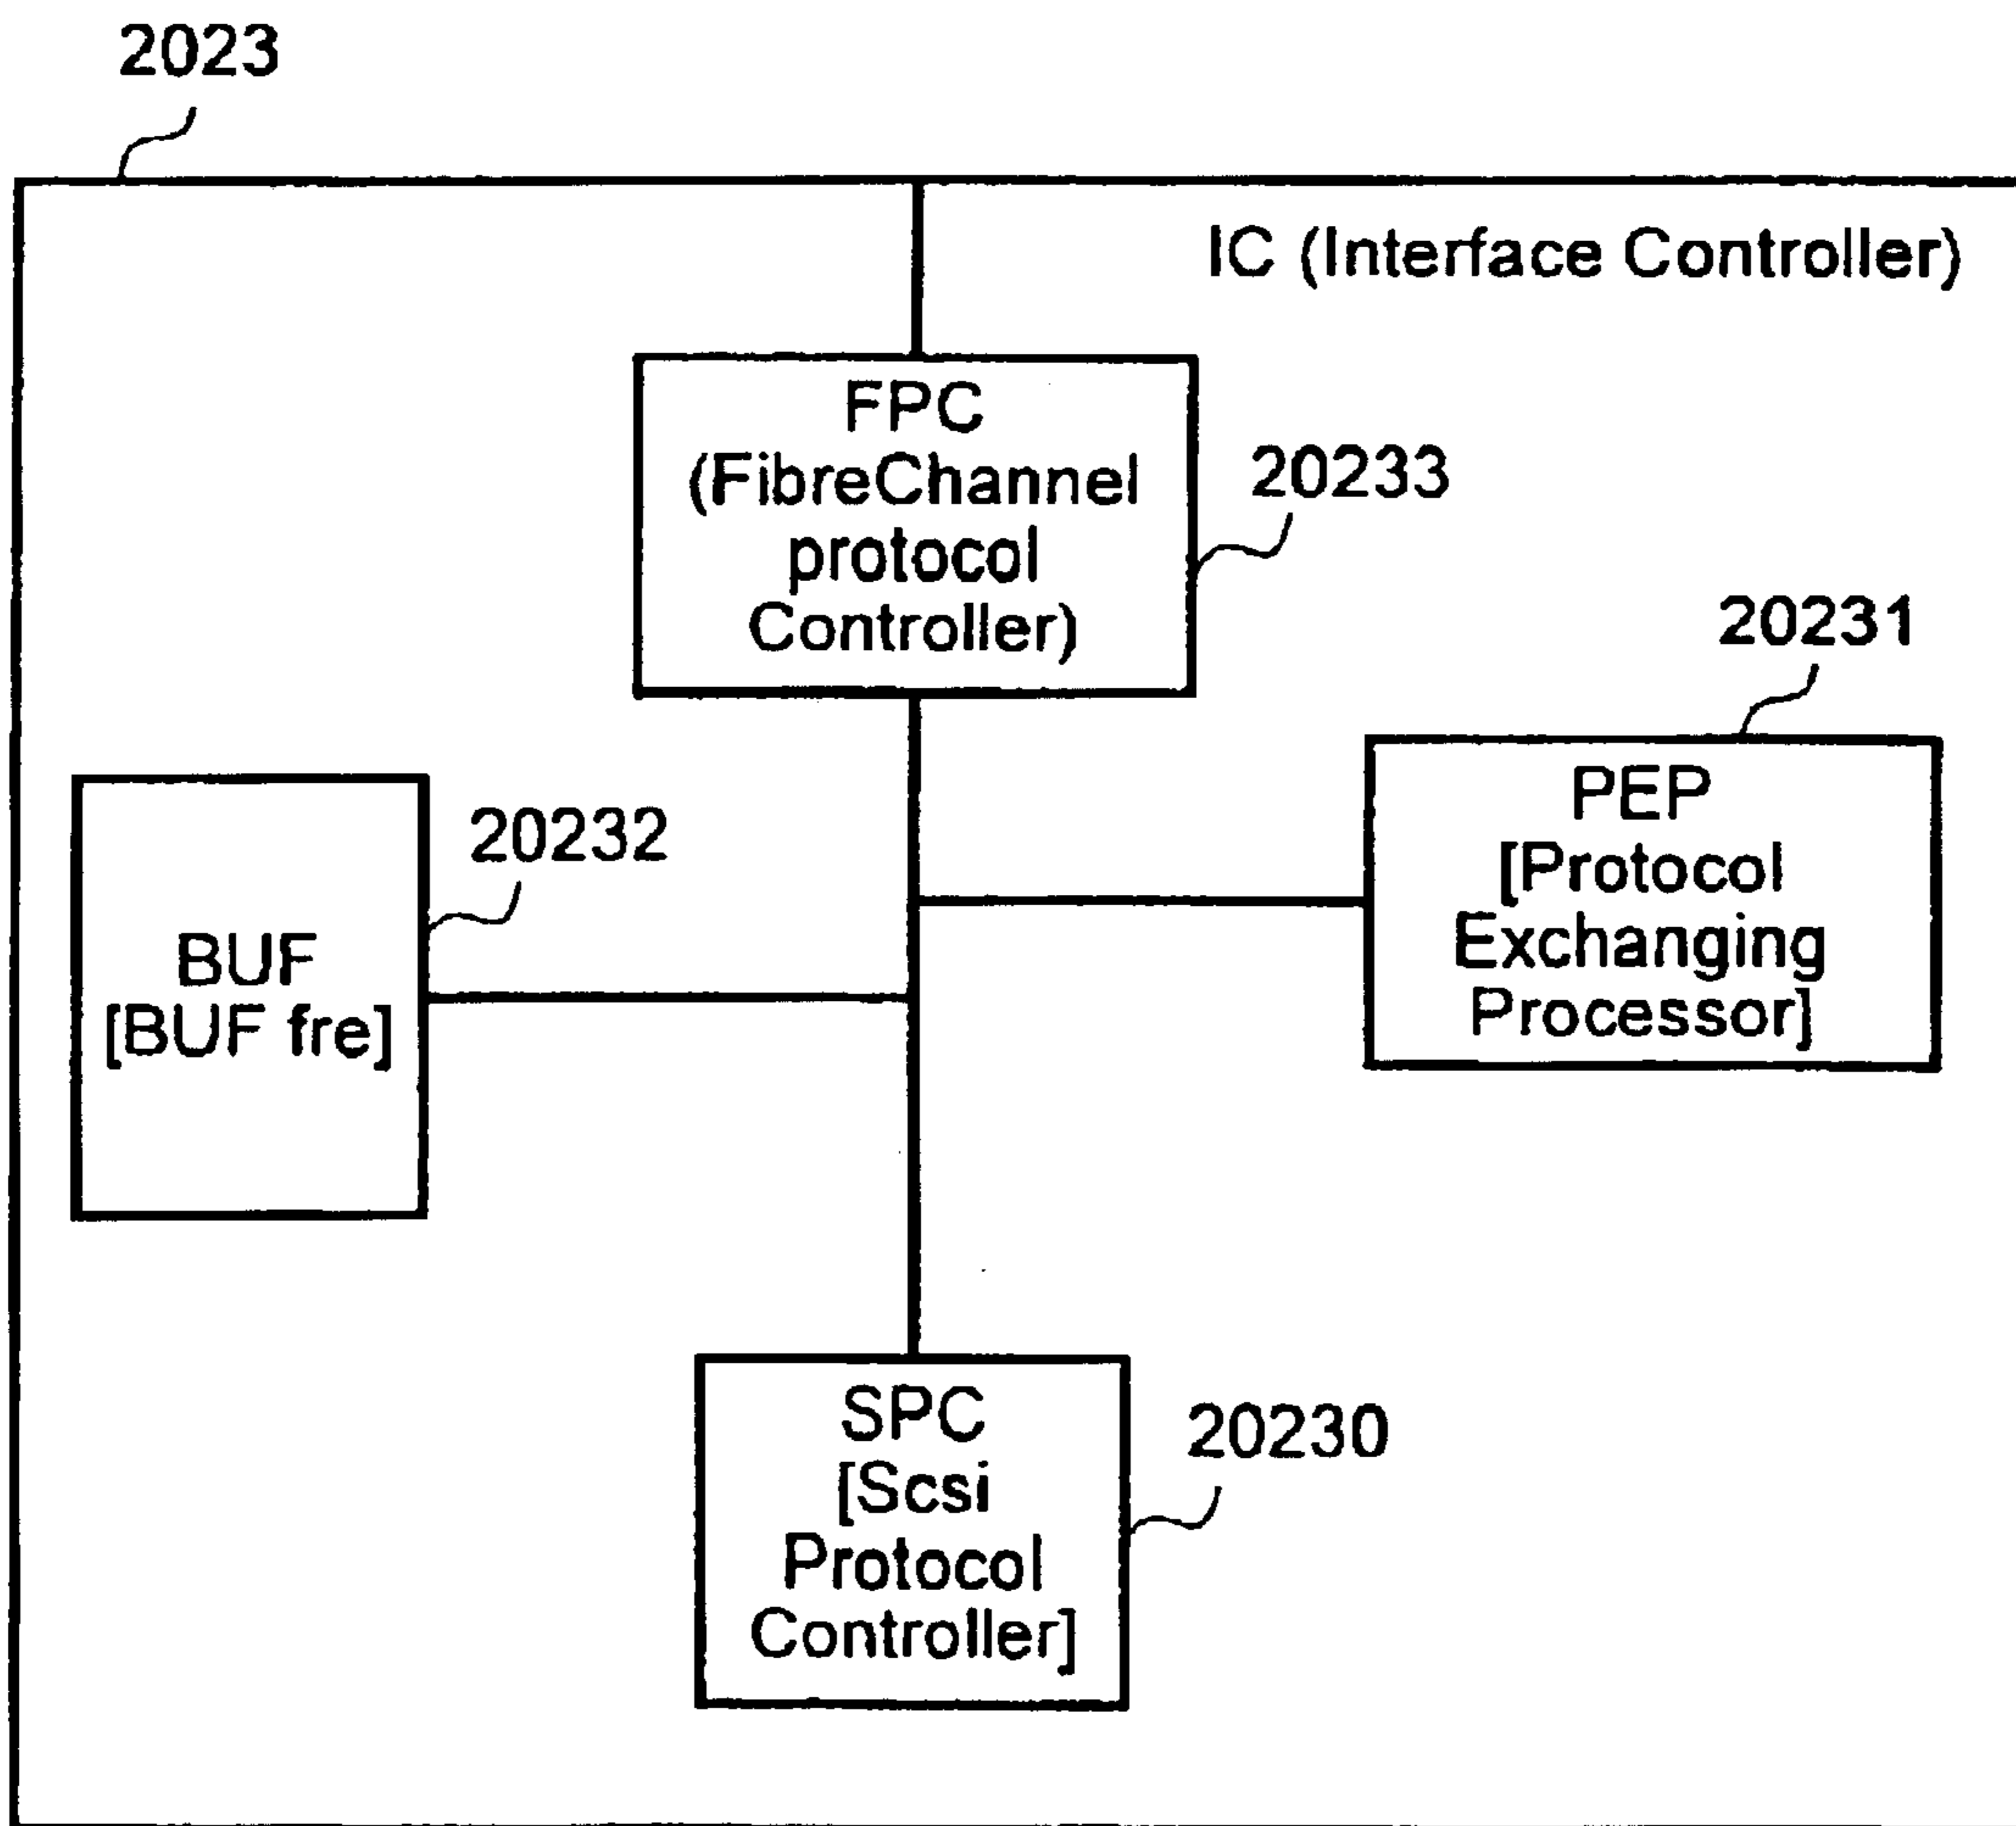 2023
IC (Interface Controller)
FPC
(FibreChannel
protocol
Controller)
20233
20231
PEP
[Protocol
Exchanging
Processor]
20232
BUF
[BUF fre]
SPC
[Scsi
Protocol
Controller]
20230